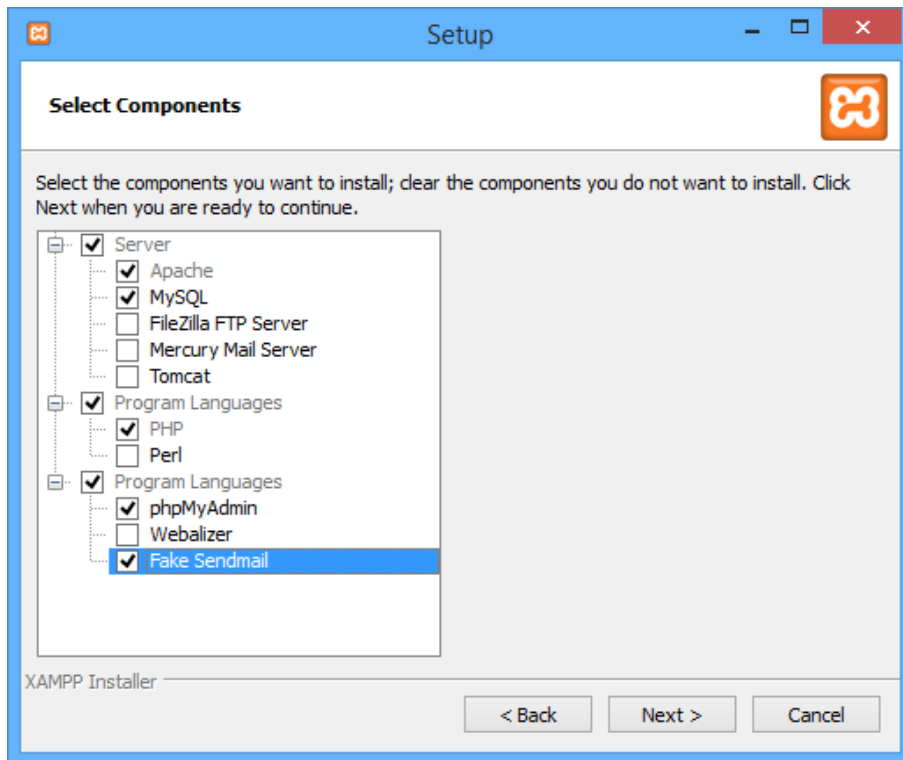 Setup
Select Components
Select the components you want to install; clear the components you do not want to install. Click
Next when you are ready to continue.
Server
Apache
MySQL
FileZilla FTP Server
Mercury Mail Server
Tomcat
Program Languages
PHP
Perl
Program Languages
phpMyAdmin
Webalizer
Fake Sendmail
XAMPP Installer
< Back
Next >
Cancel